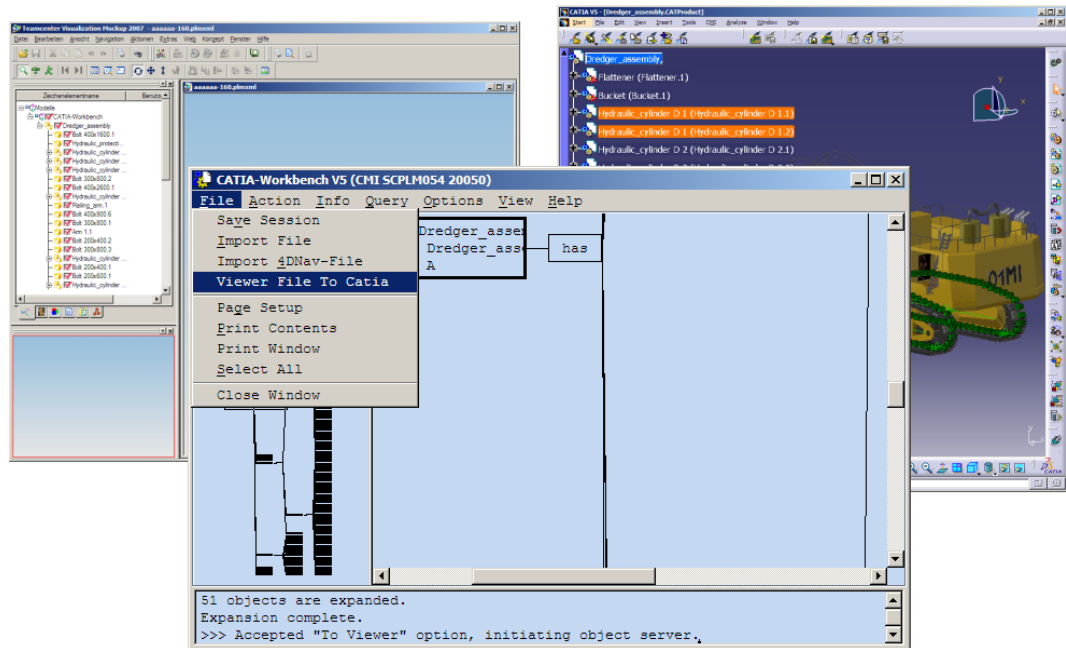 Teamcenter Visualization Mockup 2007 - aaaaaa-160.plmxml
Datei Bearbeiten Ansicht Navigation Aktionen Extras Web Konzept Fenster Hilfe
Zeichenelementname Benutz
Modelle
CATIA-Workbench
Dredger_assembly
Bolt 400x1600.1
Hydraulic_protecti...
Hydraulic_cylinder ...
Hydraulic_cylinder ...
Bolt 300x800.2
Bolt 400x2600.1
Hydraulic_cylinder ...
Railing_arm.1
Bolt 400x900.6
Bolt 300x800.1
Arm 1.1
Bolt 200x400.2
Bolt 300x800.3
Hydraulic_cylinder ...
Bolt 200x400.1
Bolt 200x600.1
Hydraulic_cylinder ...
aaaaaa-160.plmxml
CATIA V5 - [Dredger_assembly.CATProduct]
Start File Edit View Insert Tools CMI Analyze Window Help
Dredger_assembly,
Flattener (Flattener.1)
Bucket (Bucket.1)
Hydraulic_cylinder D 1 (Hydraulic_cylinder D 1.1)
Hydraulic_cylinder D 1 (Hydraulic_cylinder D 1.2)
Hydraulic_cylinder D 2 (Hydraulic_cylinder D 2.1)
y
x
01MI
CATIA
CATIA-Workbench V5 (CMI SCPLM054 20050)
File Action Info Query Options View Help
Save Session
Import File
Import 4DNav-File
Viewer File To Catia
Page Setup
Print Contents
Print Window
Select All
Close Window
Dredger_assem
Dredger_ass
A
has
51 objects are expanded.
Expansion complete.
>>> Accepted "To Viewer" option, initiating object server.